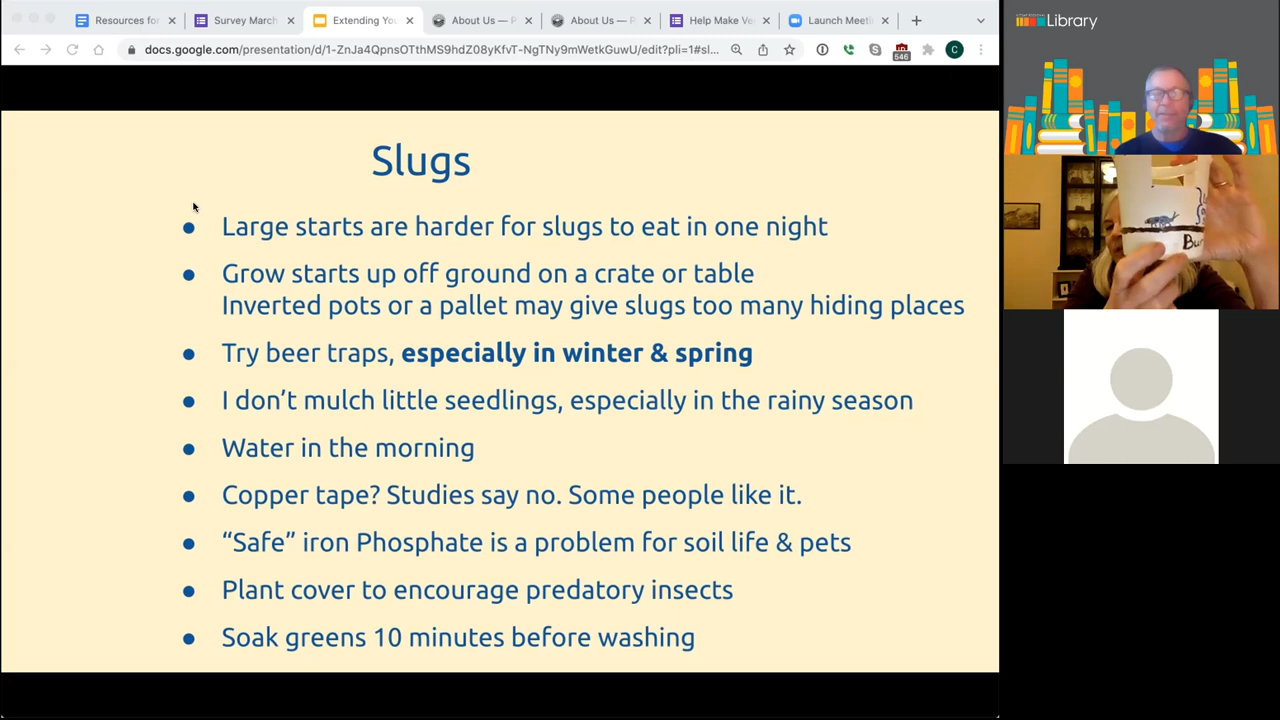 Resources for
Survey March
Extending You
About Us — P
About Us — P
Help Make Ve
Launch Meeti
docs.google.com/presentation/d/1-ZnJa4QpnsOTthMS9hdZ08yKfvT-NgTNy9mWetkGuwU/edit?pli=1#sl...
546
C
Library
Slugs
● Large starts are harder for slugs to eat in one night
● Grow starts up off ground on a crate or table
Inverted pots or a pallet may give slugs too many hiding places
● Try beer traps, especially in winter & spring
● I don’t mulch little seedlings, especially in the rainy season
● Water in the morning
● Copper tape? Studies say no. Some people like it.
● “Safe” iron Phosphate is a problem for soil life & pets
● Plant cover to encourage predatory insects
● Soak greens 10 minutes before washing